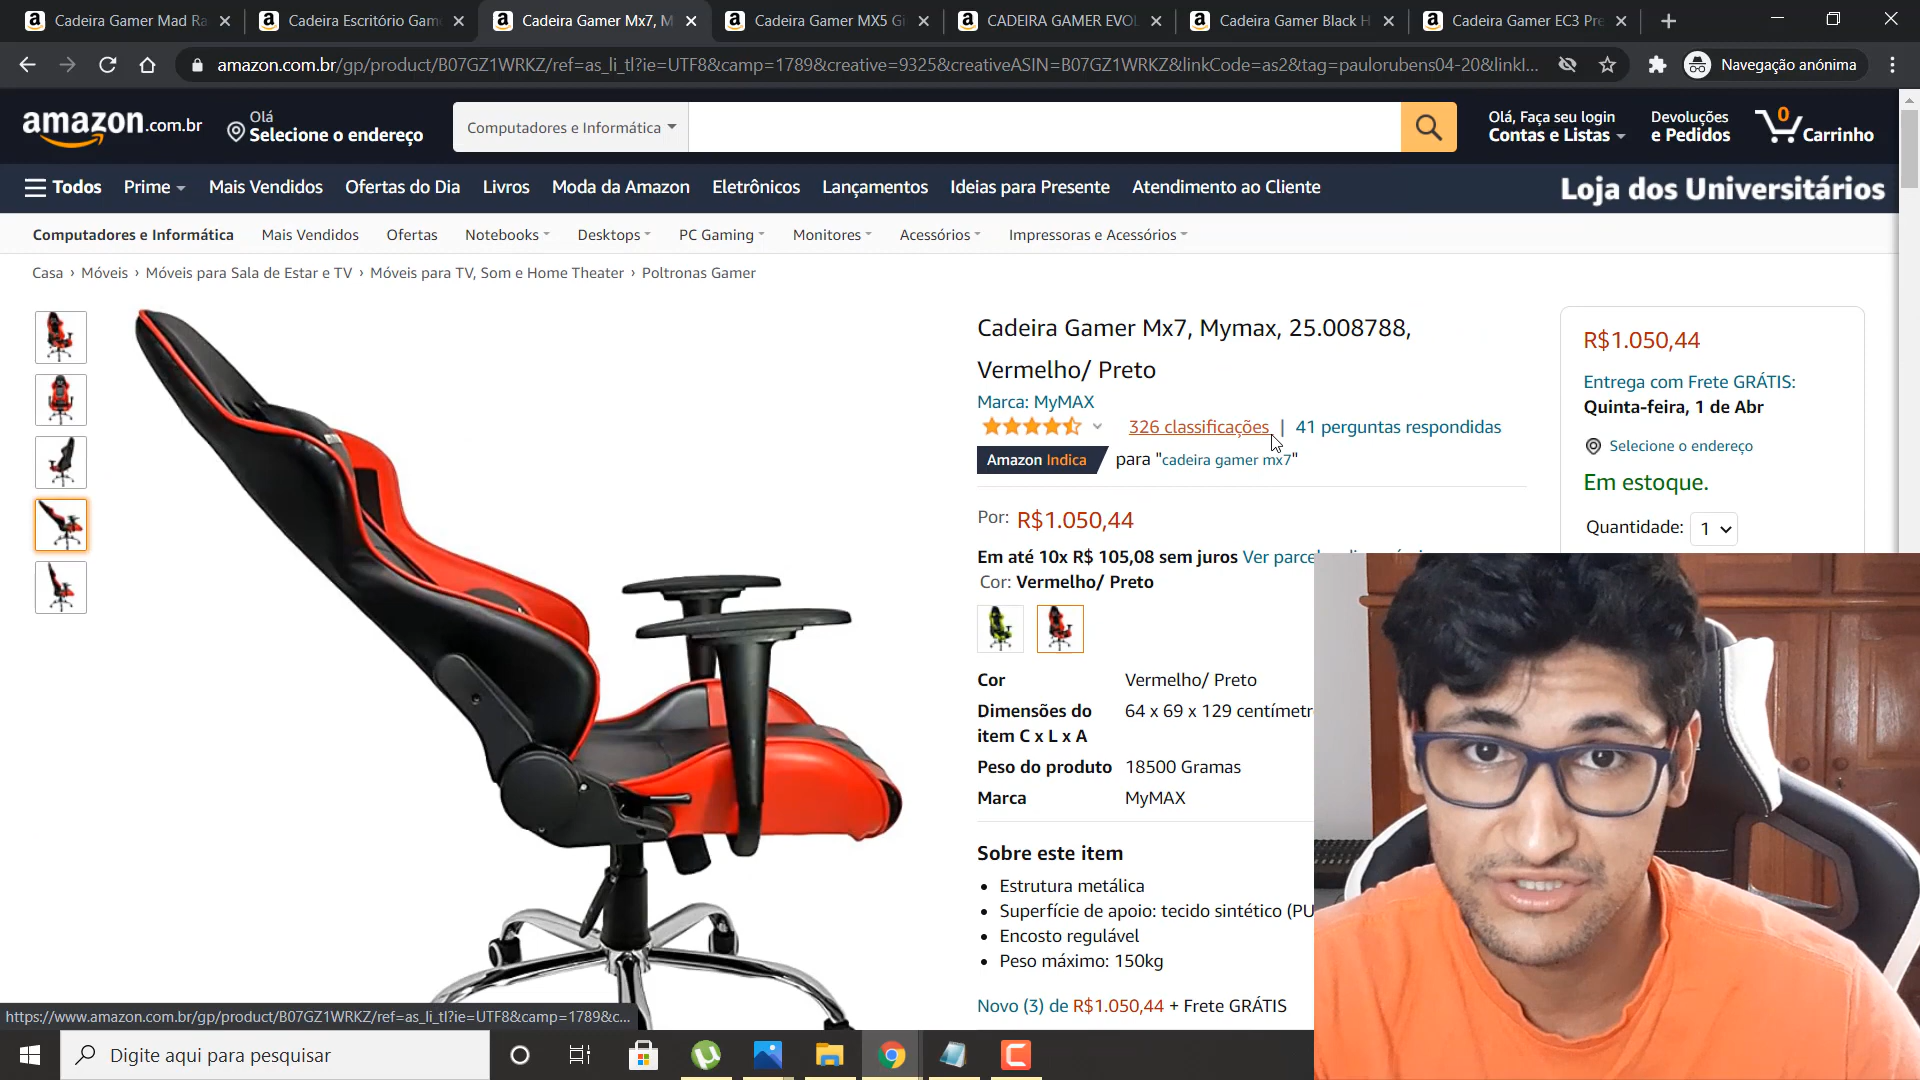 Cadeira Gamer Mad Ra
Cadeira Escritório Game
Cadeira Gamer Mx7, M
Cadeira Gamer MX5 Gi
CADEIRA GAMER EVOL
Cadeira Gamer Black H
Cadeira Gamer EC3 Pre
amazon.com.br/gp/product/B07GZ1WRKZ/ref=as_li_tl?ie=UTF8&camp=1789&creative=9325&creativeASIN=B07GZ1WRKZ&linkCode=as2&tag=paulorubens04-20&linkI...
Navegação anónima
amazon.com.br
Olá
Selecione o endereço
Computadores e Informática
Olá, Faça seu login
Contas e Listas
Devoluções
e Pedidos
0
Carrinho
Todos
Prime
Mais Vendidos
Ofertas do Dia
Livros
Moda da Amazon
Eletrônicos
Lançamentos
Ideias para Presente
Atendimento ao Cliente
Loja dos Universitários
Computadores e Informática
Mais Vendidos
Ofertas
Notebooks
Desktops
PC Gaming
Monitores
Acessórios
Impressoras e Acessórios
Casa › Móveis › Móveis para Sala de Estar e TV › Móveis para TV, Som e Home Theater › Poltronas Gamer
Cadeira Gamer Mx7, Mymax, 25.008788,
Vermelho/ Preto
Marca: MyMAX
326 classificações | 41 perguntas respondidas
Amazon Indica para "cadeira gamer mx7"
Por: R$1.050,44
Em até 10x R$ 105,08 sem juros Ver
Cor: Vermelho/ Preto
Cor Vermelho/ Preto
Dimensões do 64 x 69 x 129 centímetr
item C x L x A
Peso do produto 18500 Gramas
Marca MyMAX
Sobre este item
• Estrutura metálica
• Superfície de apoio: tecido sintético (PU
• Encosto regulável
• Peso máximo: 150kg
Novo (3) de R$1.050,44 + Frete GRÁTIS
R$1.050,44
Entrega com Frete GRÁTIS:
Quinta-feira, 1 de Abr
Selecione o endereço
Em estoque.
Quantidade: 1
https://www.amazon.com.br/gp/product/B07GZ1WRKZ/ref=as_li_tl?ie=UTF8&camp=1789&c...
Digite aqui para pesquisar